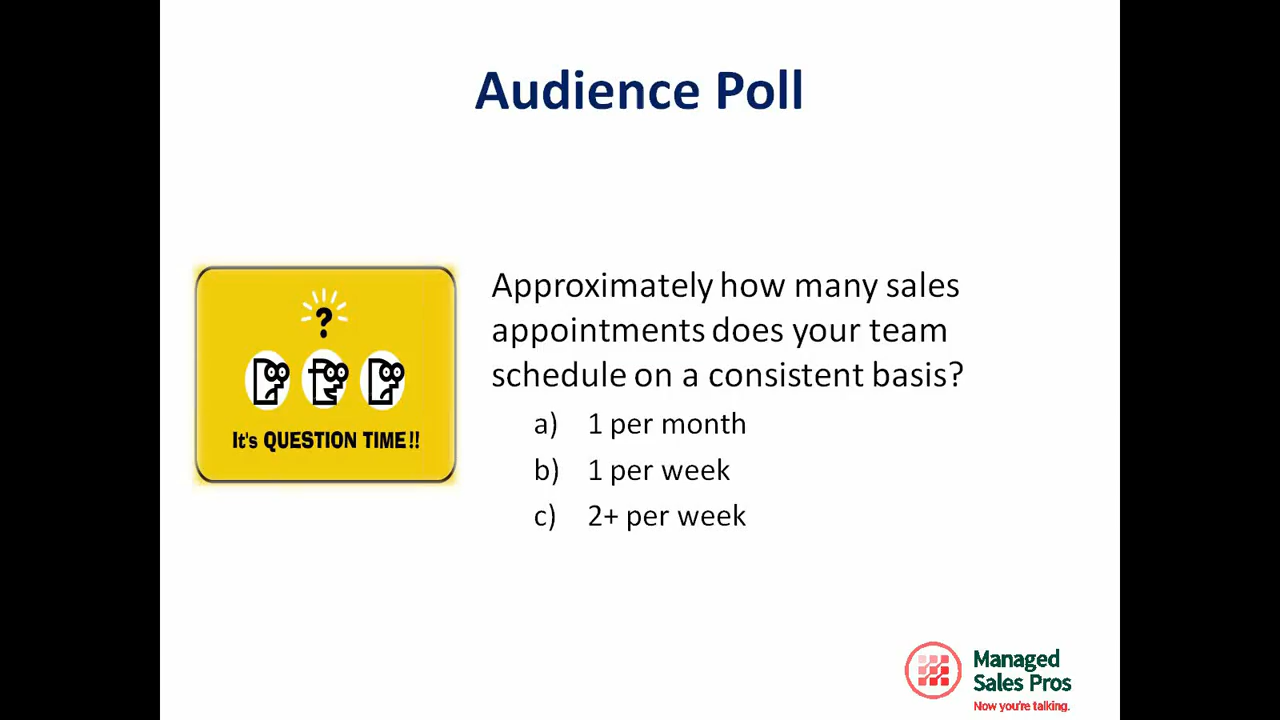 Audience Poll
Approximately how many sales
appointments does your team
schedule on a consistent basis?
a) 1 per month
b) 1 per week
c) 2+ per week
?
It's QUESTION TIME!!
Managed
Sales Pros
Now you're talking.